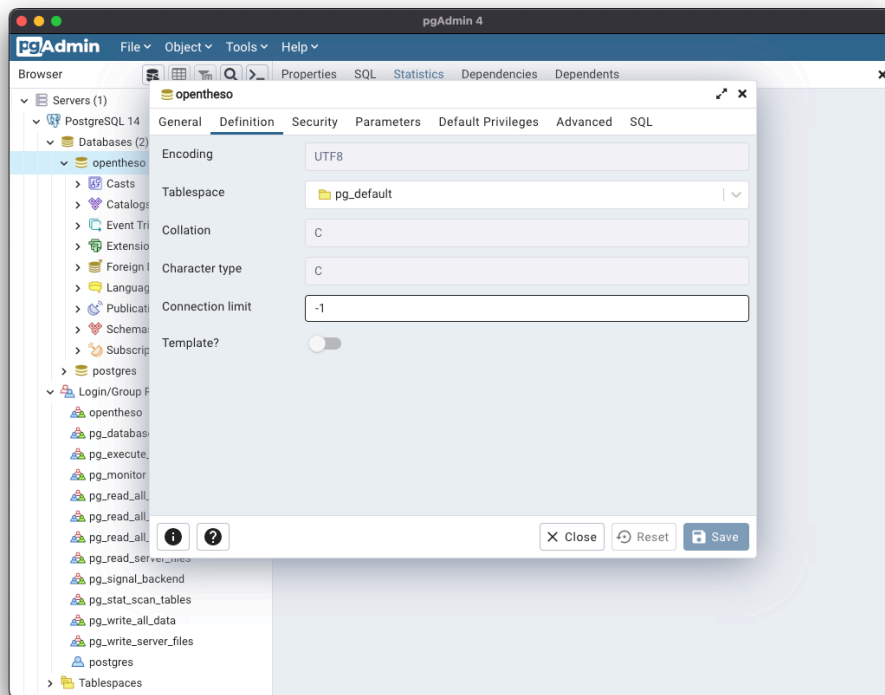 pgAdmin 4
pgAdmin File Object Tools Help
Browser Properties SQL Statistics Dependencies Dependents
Servers (1)
PostgreSQL 14
Databases (2)
opentheso
Casts
Catalogs
Event Tri
Extensio
Foreign
Languag
Publicati
Schemas
Subscrip
postgres
Login/Group R
opentheso
pg_databas
pg_execute_
pg_monitor
pg_read_all_
pg_read_all_
pg_read_all_
pg_read_server_files
pg_signal_backend
pg_stat_scan_tables
pg_write_all_data
pg_write_server_files
postgres
Tablespaces
opentheso
General Definition Security Parameters Default Privileges Advanced SQL
Encoding UTF8
Tablespace pg_default
Collation C
Character type C
Connection limit -1
Template?
Close Reset Save